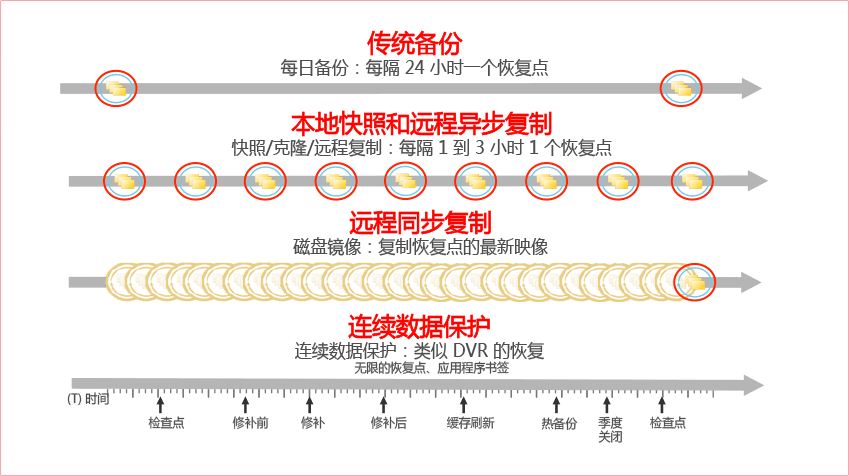 传统备份
每日备份：每隔 24 小时一个恢复点
本地快照和远程异步复制
快照/克隆/远程复制：每隔 1 到 3 小时 1 个恢复点
远程同步复制
磁盘镜像：复制恢复点的最新映像
连续数据保护
连续数据保护：类似 DVR 的恢复
无限的恢复点、应用程序书签
(T) 时间
检查点 修补前 修补 修补后 缓存刷新 热备份 季度 检查点
关闭